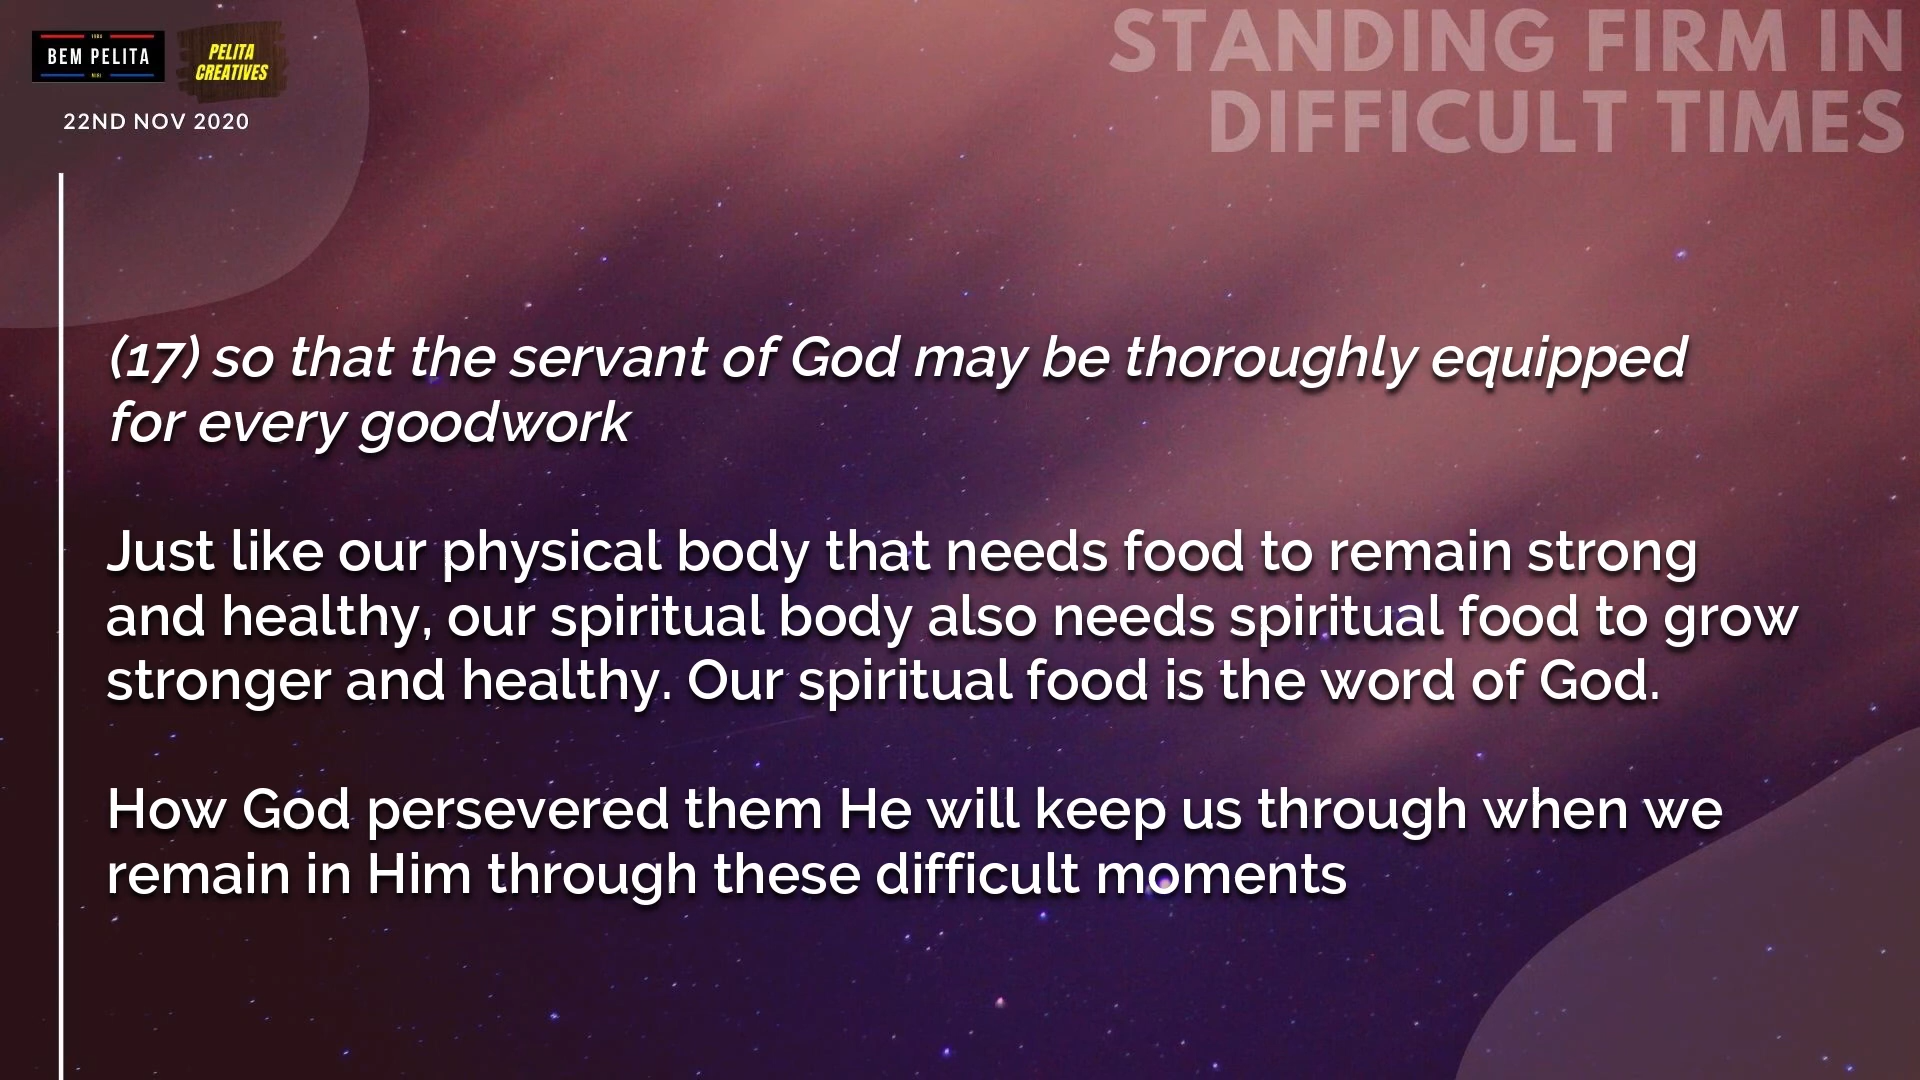 1984
BEM PELITA
MIRI
PELITA
CREATIVES
22ND NOV 2020
STANDING FIRM IN
DIFFICULT TIMES
(17) so that the servant of God may be thoroughly equipped
for every goodwork
Just like our physical body that needs food to remain strong
and healthy, our spiritual body also needs spiritual food to grow
stronger and healthy. Our spiritual food is the word of God.
How God persevered them He will keep us through when we
remain in Him through these difficult moments